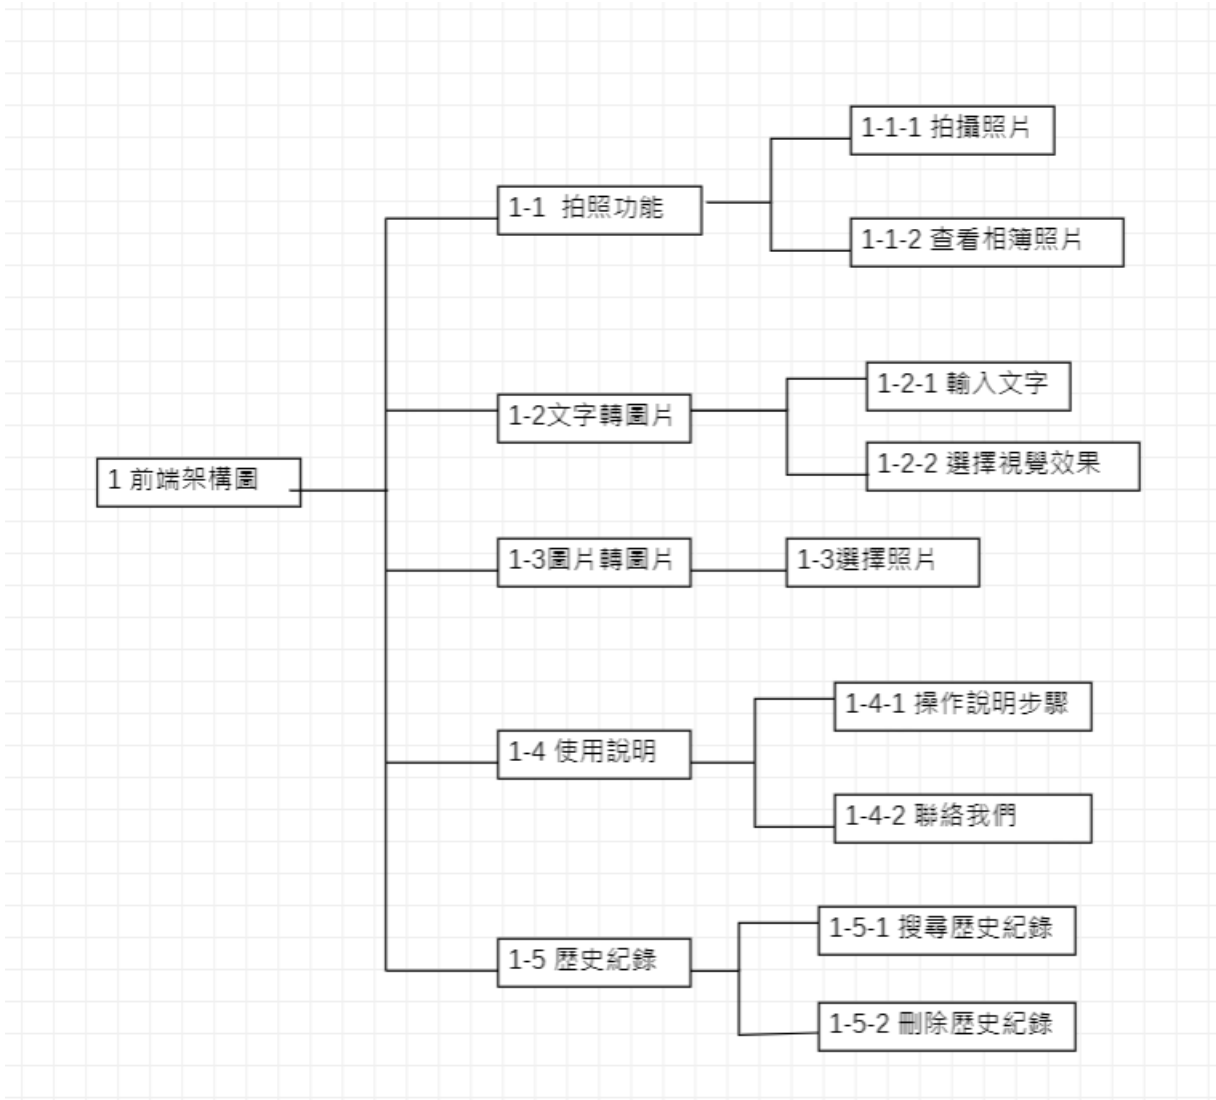 1 前端架構圖
1-1 拍照功能
1-1-1 拍攝照片
1-1-2 查看相簿照片
1-2文字轉圖片
1-2-1 輸入文字
1-2-2 選擇視覺效果
1-3圖片轉圖片
1-3選擇照片
1-4 使用說明
1-4-1 操作說明步驟
1-4-2 聯絡我們
1-5 歷史紀錄
1-5-1 搜尋歷史紀錄
1-5-2 刪除歷史紀錄